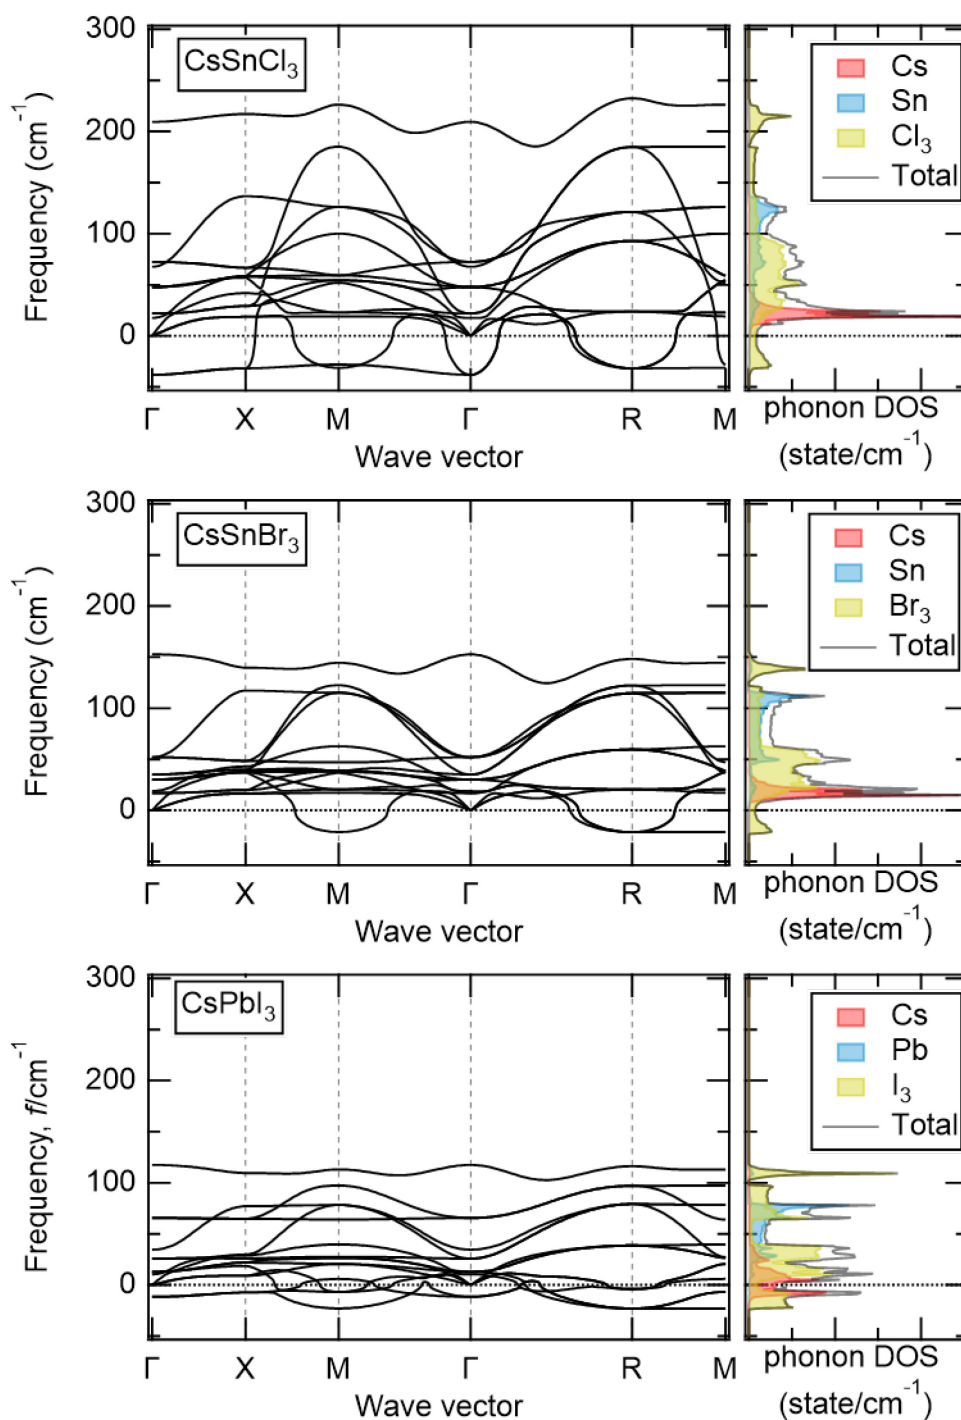 CsSnCl₃
Frequency (cm⁻¹)
300
200
100
0
Γ X M Γ R M
Wave vector
Cs
Sn
Cl₃
Total
phonon DOS
(state/cm⁻¹)
CsSnBr₃
Frequency (cm⁻¹)
300
200
100
0
Γ X M Γ R M
Wave vector
Cs
Sn
Br₃
Total
phonon DOS
(state/cm⁻¹)
CsPbI₃
Frequency, f/cm⁻¹
300
200
100
0
Γ X M Γ R M
Wave vector
Cs
Pb
I₃
Total
phonon DOS
(state/cm⁻¹)